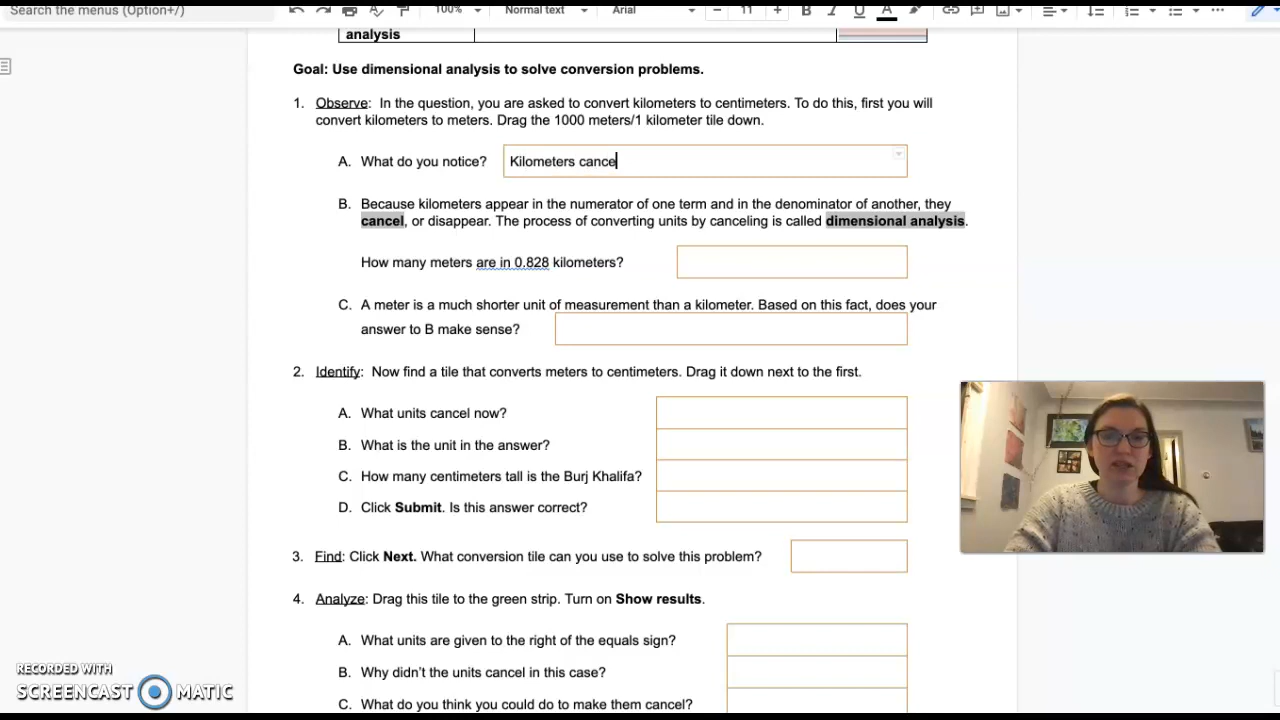 Search the menus (Option+/)
100%
Normal text
Arial
11
analysis
Goal: Use dimensional analysis to solve conversion problems.
1. Observe: In the question, you are asked to convert kilometers to centimeters. To do this, first you will
convert kilometers to meters. Drag the 1000 meters/1 kilometer tile down.
A. What do you notice?
Kilometers cance
B. Because kilometers appear in the numerator of one term and in the denominator of another, they
cancel, or disappear. The process of converting units by canceling is called dimensional analysis.
How many meters are in 0.828 kilometers?
C. A meter is a much shorter unit of measurement than a kilometer. Based on this fact, does your
answer to B make sense?
2. Identify: Now find a tile that converts meters to centimeters. Drag it down next to the first.
A. What units cancel now?
B. What is the unit in the answer?
C. How many centimeters tall is the Burj Khalifa?
D. Click Submit. Is this answer correct?
3. Find: Click Next. What conversion tile can you use to solve this problem?
4. Analyze: Drag this tile to the green strip. Turn on Show results.
A. What units are given to the right of the equals sign?
B. Why didn't the units cancel in this case?
C. What do you think you could do to make them cancel?
RECORDED WITH
SCREENCAST MATIC